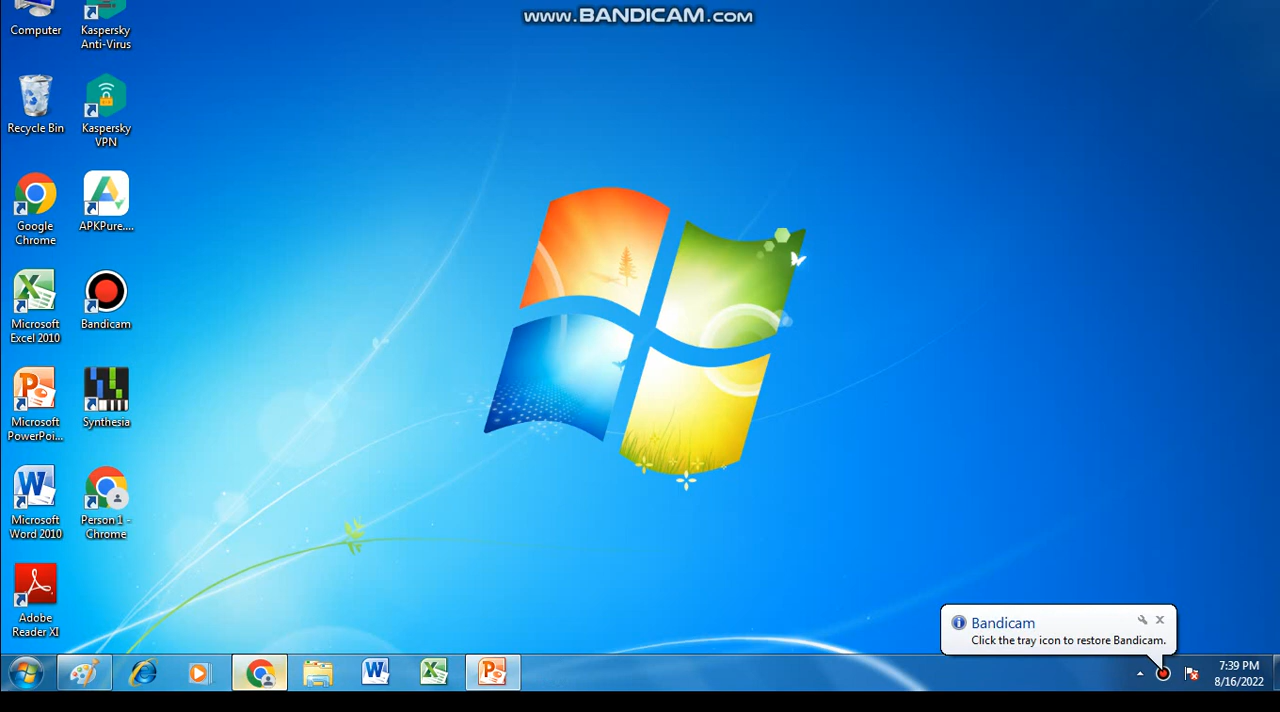 www.BANDICAM.com
Computer
Kaspersky
Anti-Virus
Recycle Bin
Kaspersky
VPN
Google
Chrome
APKPure....
Microsoft
Excel 2010
Bandicam
Microsoft
PowerPoi...
Synthesia
Microsoft
Word 2010
Person 1 -
Chrome
Adobe
Reader XI
Bandicam
Click the tray icon to restore Bandicam.
7:39 PM
8/16/2022